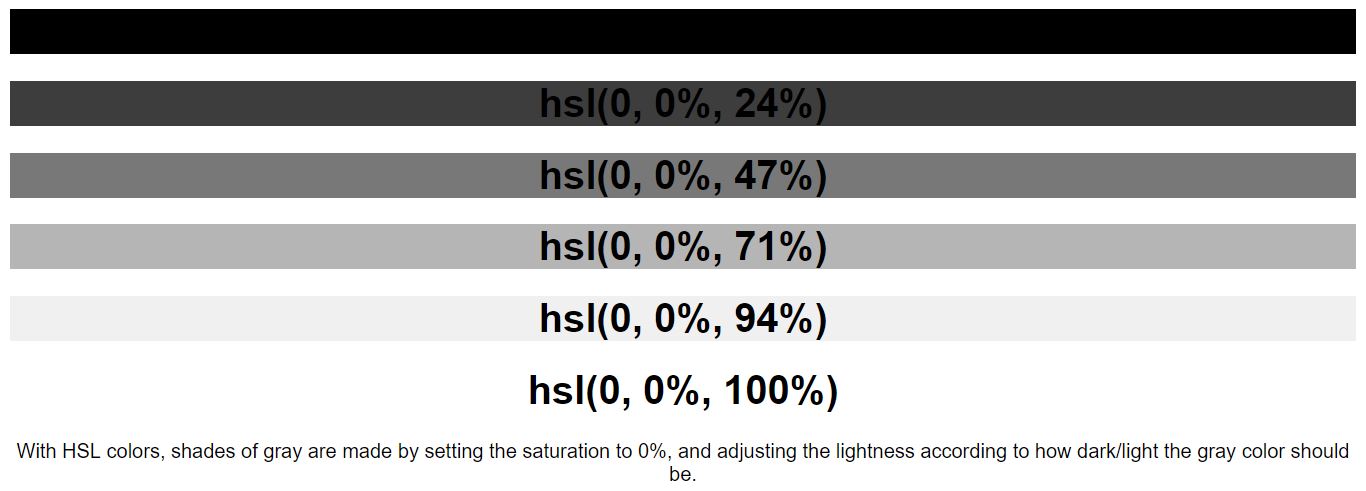 hsl(0, 0%, 24%)
hsl(0, 0%, 47%)
hsl(0, 0%, 71%)
hsl(0, 0%, 94%)
hsl(0, 0%, 100%)
With HSL colors, shades of gray are made by setting the saturation to 0%, and adjusting the lightness according to how dark/light the gray color should
be.